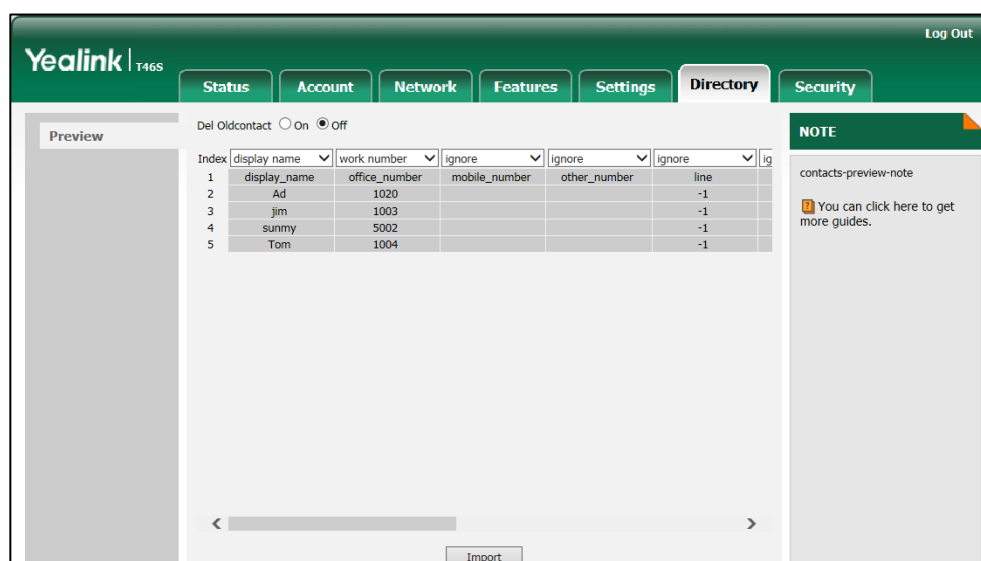 Log Out
Yealink | T46S
Status Account Network Features Settings Directory Security
Preview
Del Oldcontact On Off
Index display name work number ignore ignore ignore ig
1 display_name office_number mobile_number other_number line
2 Ad 1020 -1
3 jim 1003 -1
4 sunmy 5002 -1
5 Tom 1004 -1
Import
NOTE
contacts-preview-note
You can click here to get
more guides.